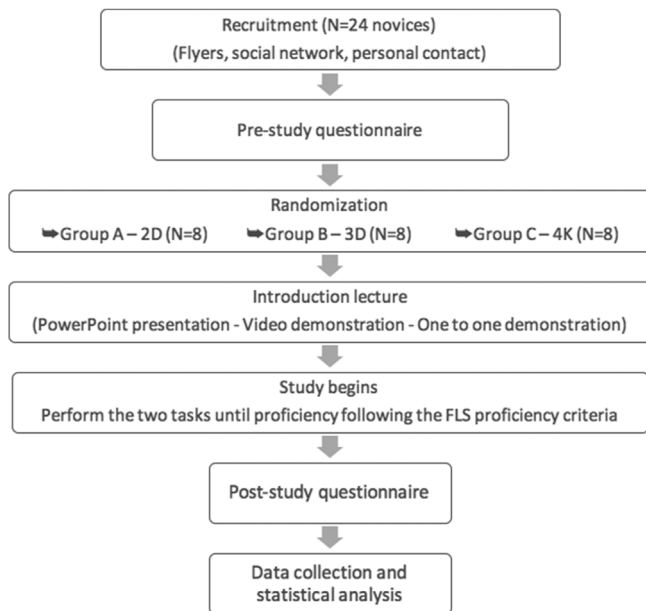 Recruitment (N=24 novices)
(Flyers, social network, personal contact)
Pre-study questionnaire
Randomization
➥Group A – 2D (N=8) ➥Group B – 3D (N=8) ➥Group C – 4K (N=8)
Introduction lecture
(PowerPoint presentation - Video demonstration - One to one demonstration)
Study begins
Perform the two tasks until proficiency following the FLS proficiency criteria
Post-study questionnaire
Data collection and
statistical analysis